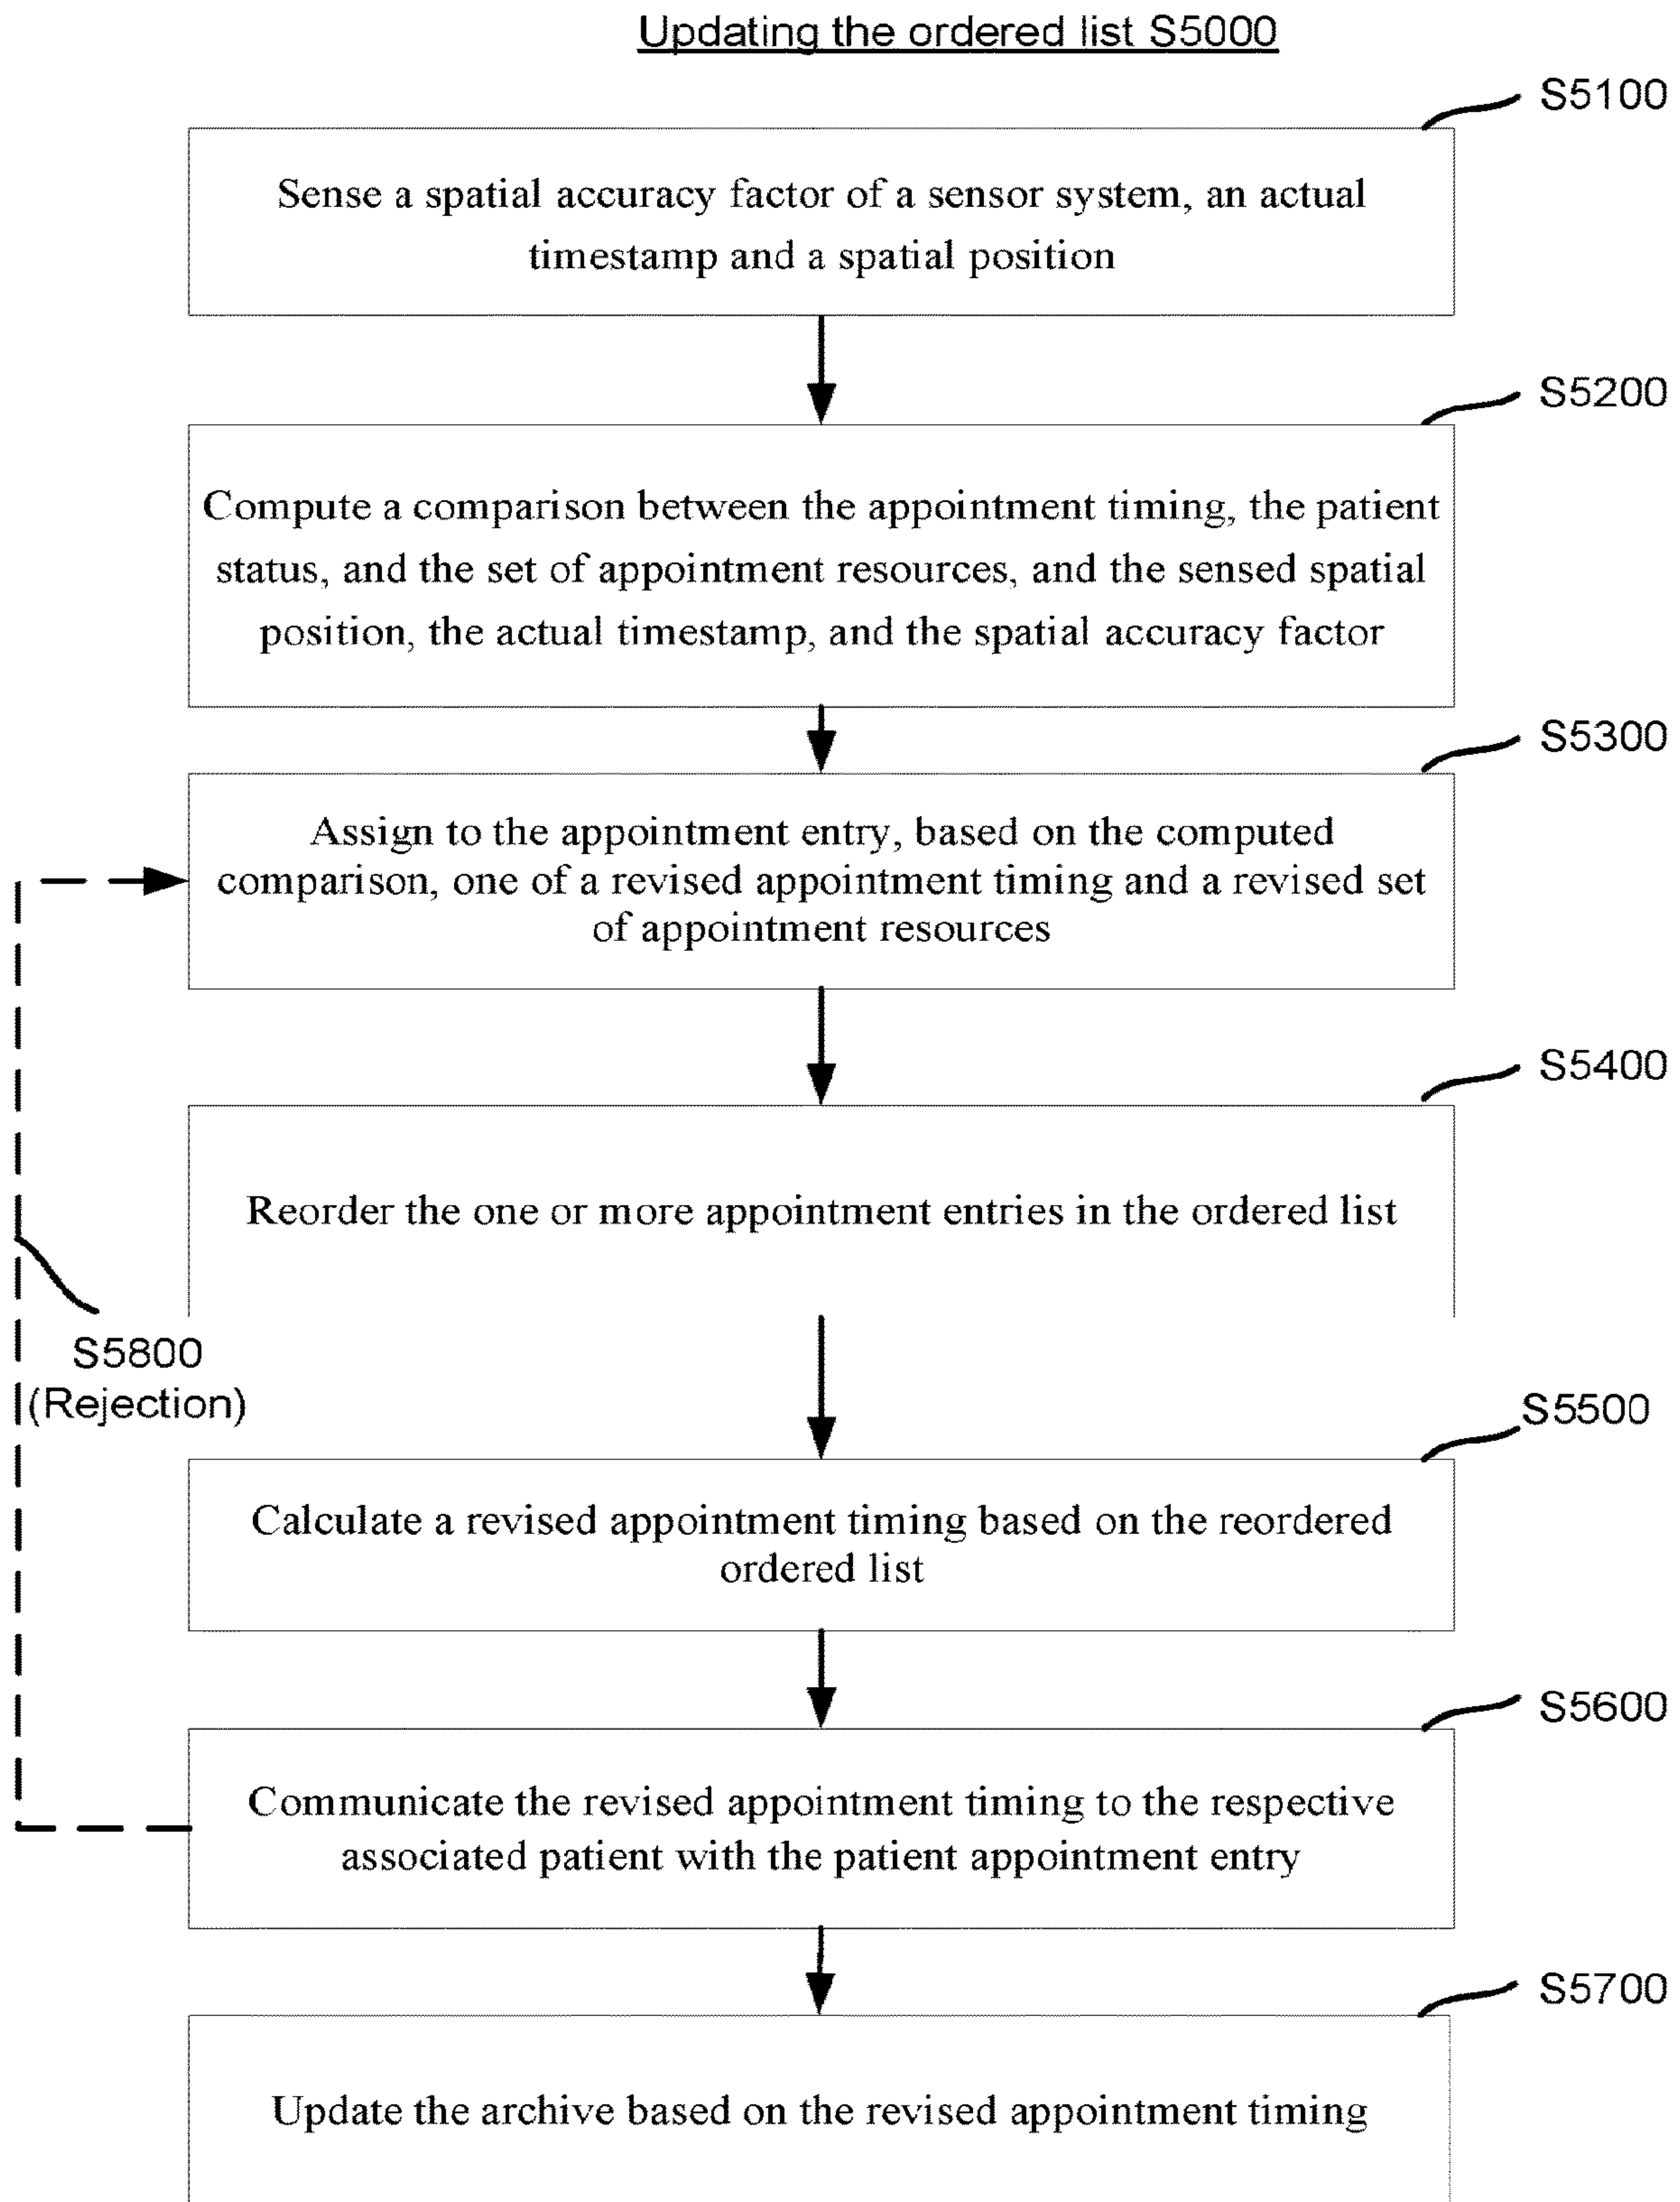 Updating the ordered list S5000
S5100
Sense a spatial accuracy factor of a sensor system, an actual
timestamp and a spatial position
S5200
Compute a comparison between the appointment timing, the patient
status, and the set of appointment resources, and the sensed spatial
position, the actual timestamp, and the spatial accuracy factor
S5300
Assign to the appointment entry, based on the computed
comparison, one of a revised appointment timing and a revised set
of appointment resources
S5400
Reorder the one or more appointment entries in the ordered list
S5800
(Rejection)
S5500
Calculate a revised appointment timing based on the reordered
ordered list
S5600
Communicate the revised appointment timing to the respective
associated patient with the patient appointment entry
S5700
Update the archive based on the revised appointment timing